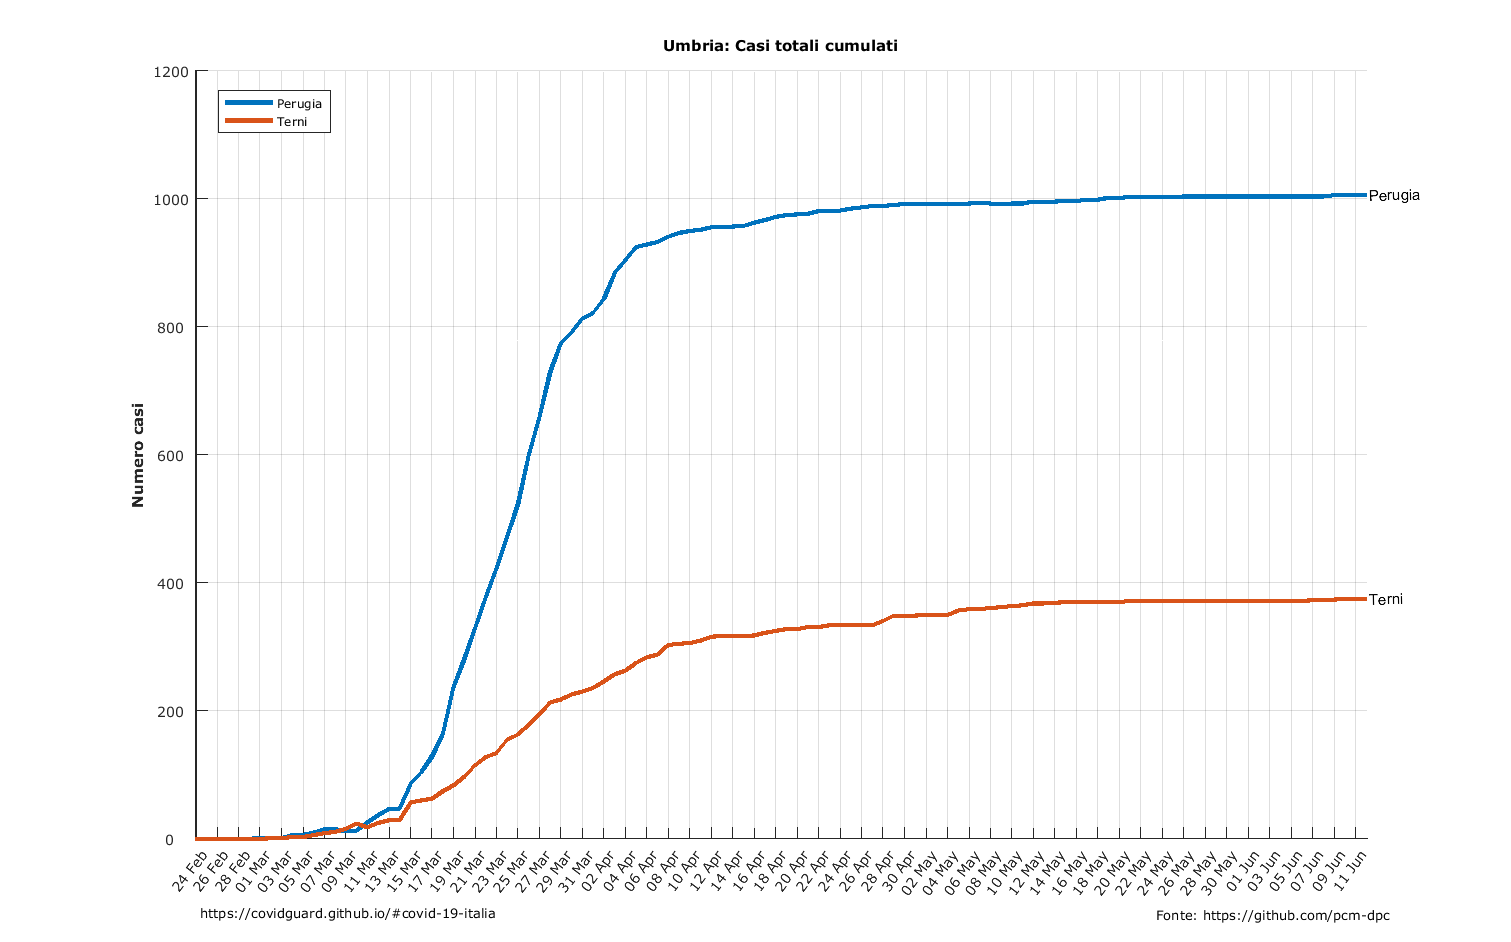 Umbria: Casi totali cumulati
1200
1000
800
600
400
200
0
Numero casi
Perugia
Terni
Perugia
Terni
24 Feb
26 Feb
28 Feb
01 Mar
03 Mar
05 Mar
07 Mar
09 Mar
11 Mar
13 Mar
15 Mar
17 Mar
19 Mar
21 Mar
23 Mar
25 Mar
27 Mar
29 Mar
31 Mar
02 Apr
04 Apr
06 Apr
08 Apr
10 Apr
12 Apr
14 Apr
16 Apr
18 Apr
20 Apr
22 Apr
24 Apr
26 Apr
28 Apr
30 Apr
02 May
04 May
06 May
08 May
10 May
12 May
14 May
16 May
18 May
20 May
22 May
24 May
26 May
28 May
30 May
01 Jun
03 Jun
05 Jun
07 Jun
09 Jun
11 Jun
https://covidguard.github.io/#covid-19-italia
Fonte: https://github.com/pcm-dpc